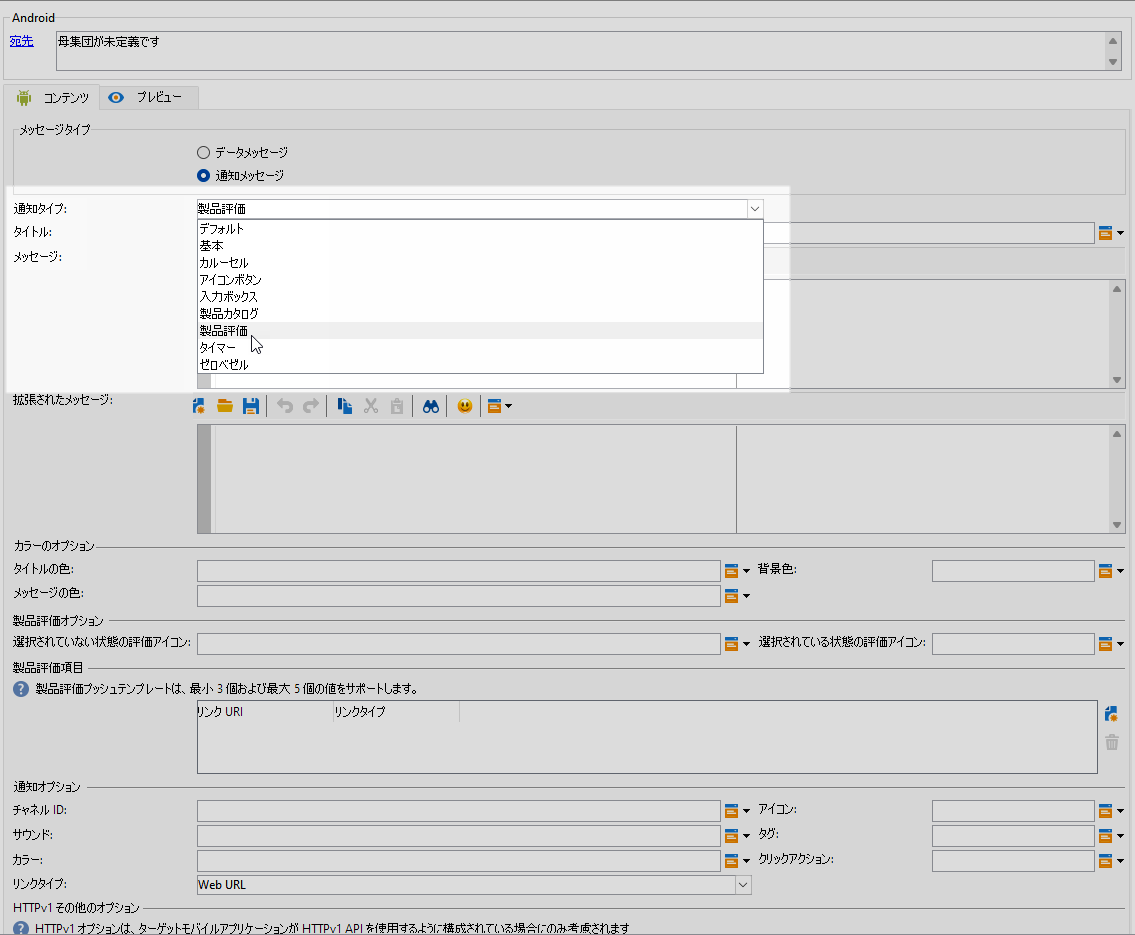 Android
宛先
母集団が未定義です
コンテンツ プレビュー
メッセージタイプ
データメッセージ
通知メッセージ
通知タイプ: 製品評価
デフォルト
タイトル:
基本
メッセージ:
カルーセル
アイコンボタン
入力ボックス
製品カタログ
製品評価
タイマー
ゼロベゼル
拡張されたメッセージ:
カラーのオプション
タイトルの色: 背景色:
メッセージの色:
製品評価オプション
選択されていない状態の評価アイコン: 選択されている状態の評価アイコン:
製品評価項目
製品評価プッシュテンプレートは、最小 3 個および最大 5 個の値をサポートします。
リンク URI リンクタイプ
通知オプション
チャネル ID: アイコン:
サウンド: タグ:
カラー: クリックアクション:
リンクタイプ: Web URL
HTTPv1 その他のオプション
HTTPv1 オプションは、ターゲットモバイルアプリケーションが HTTPv1 API を使用するように構成されている場合にのみ考慮されます